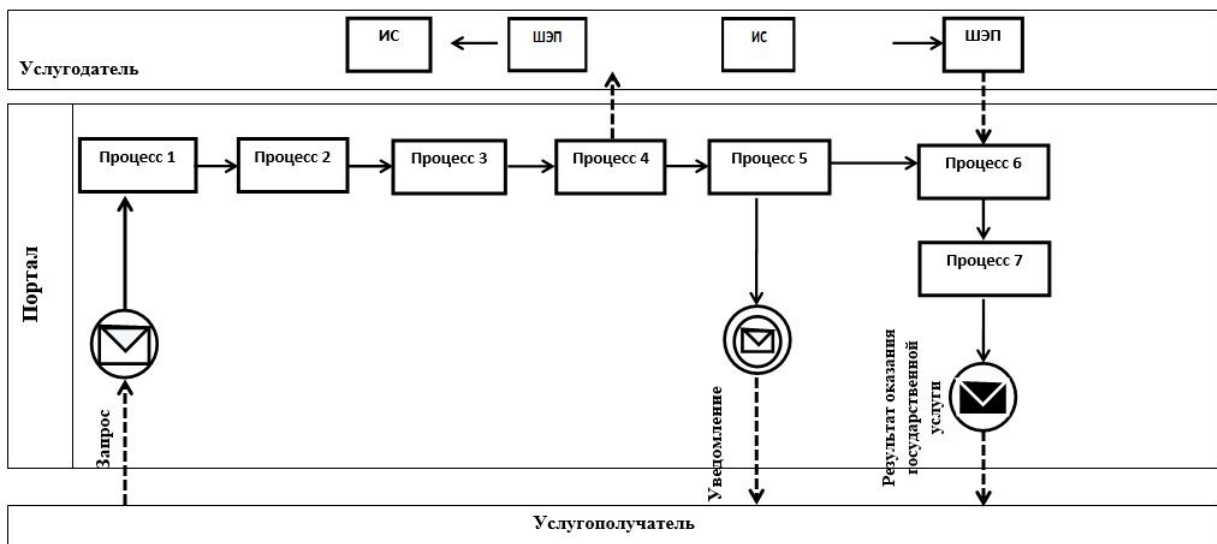 ИС
ШЭП
ИС
ШЭП
Услугодатель
Процесс 1
Процесс 2
Процесс 3
Процесс 4
Процесс 5
Процесс 6
Процесс 7
Портал
Запрос
Уведомление
Результат оказания
государственной
услуги
Услугополучатель